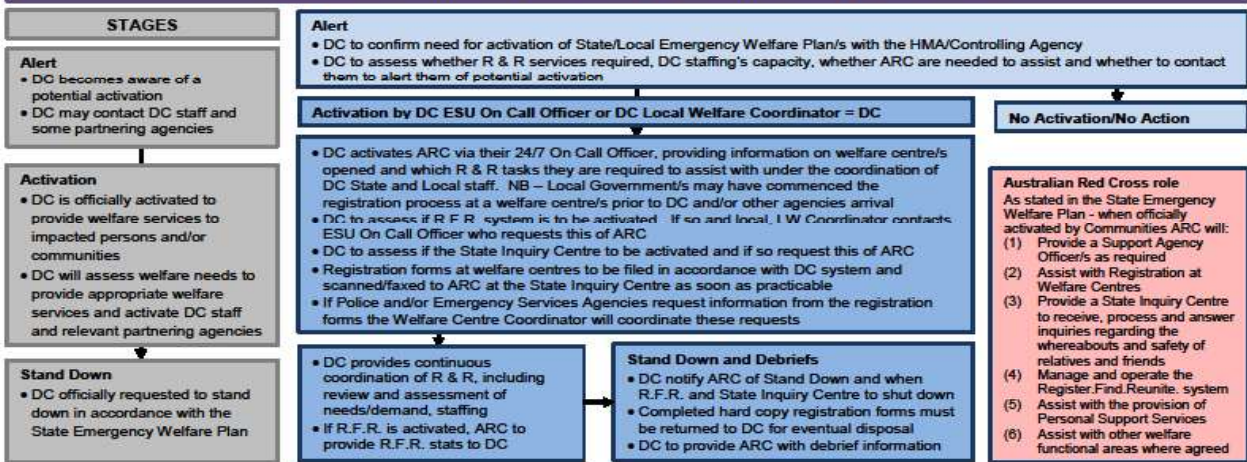 STAGES
Alert
• DC becomes aware of a
potential activation
• DC may contact DC staff and
some partnering agencies
Activation
• DC is officially activated to
provide welfare services to
impacted persons and/or
communities
• DC will assess welfare needs to
provide appropriate welfare
services and activate DC staff
and relevant partnering agencies
Stand Down
• DC officially requested to stand
down in accordance with the
State Emergency Welfare Plan
Alert
• DC to confirm need for activation of State/Local Emergency Welfare Plan/s with the HMA/Controlling Agency
• DC to assess whether R & R services required, DC staffing's capacity, whether ARC are needed to assist and whether to contact
them to alert them of potential activation
Activation by DC ESU On Call Officer or DC Local Welfare Coordinator = DC
No Activation/No Action
• DC activates ARC via their 24/7 On Call Officer, providing information on welfare centre/s
opened and which R & R tasks they are required to assist with under the coordination of
DC State and Local staff. NB – Local Government/s may have commenced the
registration process at a welfare centre/s prior to DC and/or other agencies arrival
• DC to assess if R.F.R. system is to be activated. If so and local, LW Coordinator contacts
ESU On Call Officer who requests this of ARC
• DC to assess if the State Inquiry Centre to be activated and if so request this of ARC
• Registration forms at welfare centres to be filed in accordance with DC system and
scanned/faxed to ARC at the State Inquiry Centre as soon as practicable
• If Police and/or Emergency Services Agencies request information from the registration
forms the Welfare Centre Coordinator will coordinate these requests
• DC provides continuous
coordination of R & R, including
review and assessment of
needs/demand, staffing
• If R.F.R. is activated, ARC to
provide R.F.R. stats to DC
Stand Down and Debriefs
• DC notify ARC of Stand Down and when
R.F.R. and State Inquiry Centre to shut down
• Completed hard copy registration forms must
be returned to DC for eventual disposal
• DC to provide ARC with debrief information
Australian Red Cross role
As stated in the State Emergency
Welfare Plan - when officially
activated by Communities ARC will:
(1) Provide a Support Agency
Officer/s as required
(2) Assist with Registration at
Welfare Centres
(3) Provide a State Inquiry Centre
to receive, process and answer
inquiries regarding the
whereabouts and safety of
relatives and friends
(4) Manage and operate the
Register.Find.Reunite. system
(5) Assist with the provision of
Personal Support Services
(6) Assist with other welfare
functional areas where agreed